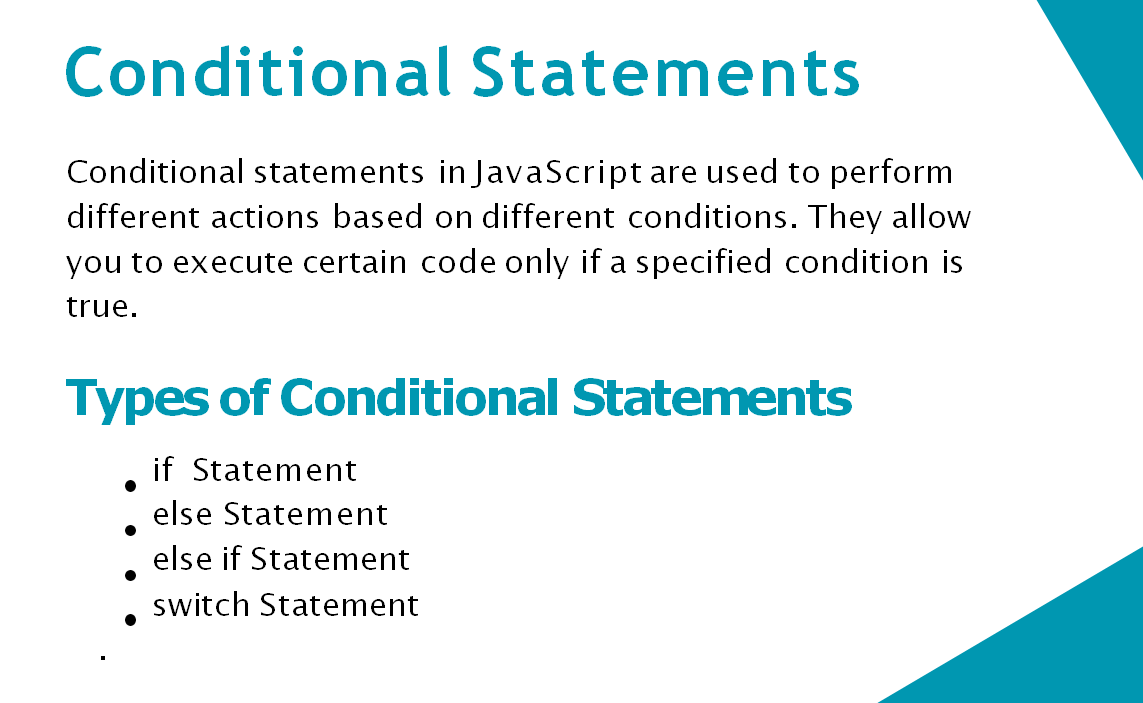 Conditional Statements
Conditional statements in JavaScript are used to perform
different actions based on different conditions. They allow
you to execute certain code only if a specified condition is
true.
Types of Conditional Statements
• if Statement
• else Statement
• else if Statement
• switch Statement
.